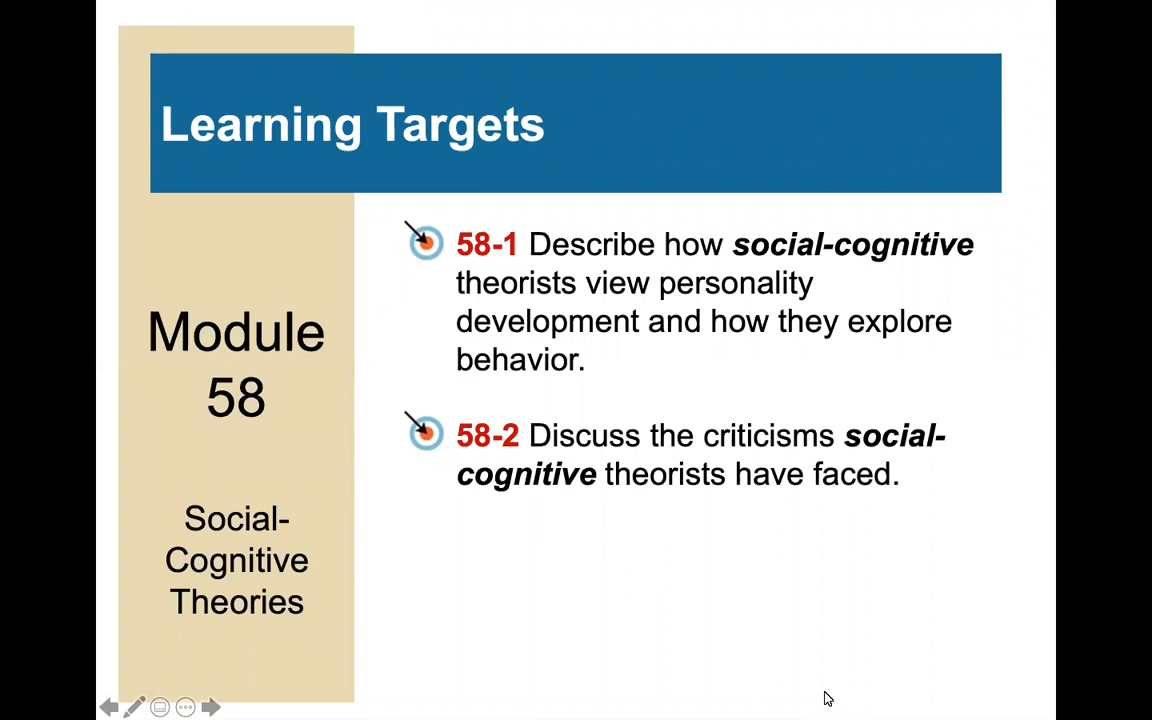 Learning Targets
Module
58
Social-
Cognitive
Theories
58-1 Describe how social-cognitive
theorists view personality
development and how they explore
behavior.
58-2 Discuss the criticisms social-
cognitive theorists have faced.